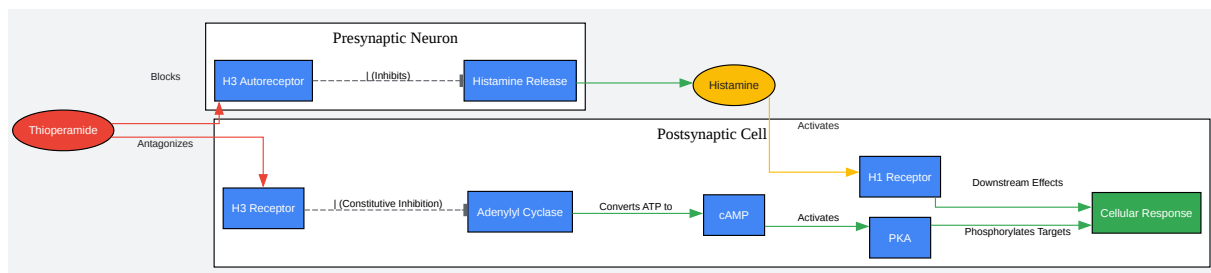 Presynaptic Neuron
Blocks
H3 Autoreceptor
| (Inhibits)
Histamine Release
Histamine
Thioperamide
Antagonizes
Postsynaptic Cell
Activates
H3 Receptor
| (Constitutive Inhibition)
Adenylyl Cyclase
Converts ATP to
cAMP
Activates
H1 Receptor
PKA
Downstream Effects
Phosphorylates Targets
Cellular Response